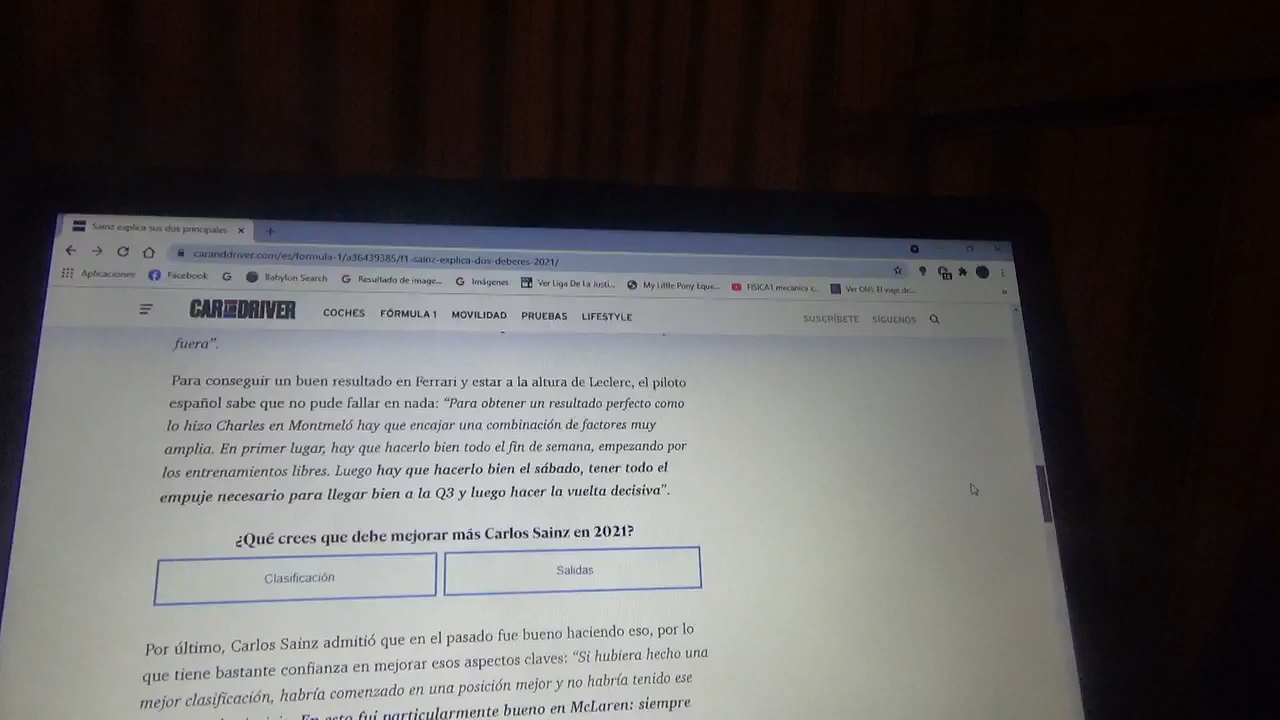 Sainz explica sus dos principales
caranddriver.com/es/formula-1/a36439385/f1-sainz-explica-dos-deberes-2021/
Aplicaciones Facebook Babylon Search Resultado de image... Imágenes Ver Liga De La Justi... My Little Pony Eque... FISICA1 mecanica c... Ver Ole, El viaje de...
CAR AND DRIVER COCHES FÓRMULA 1 MOVILIDAD PRUEBAS LIFESTYLE SUSCRÍBETE SÍGUENOS
fuera”.
Para conseguir un buen resultado en Ferrari y estar a la altura de Leclerc, el piloto
español sabe que no pude fallar en nada: “Para obtener un resultado perfecto como
lo hizo Charles en Montmeló hay que encajar una combinación de factores muy
amplia. En primer lugar, hay que hacerlo bien todo el fin de semana, empezando por
los entrenamientos libres. Luego hay que hacerlo bien el sábado, tener todo el
empuje necesario para llegar bien a la Q3 y luego hacer la vuelta decisiva”.
¿Qué crees que debe mejorar más Carlos Sainz en 2021?
Clasificación Salidas
Por último, Carlos Sainz admitió que en el pasado fue bueno haciendo eso, por lo
que tiene bastante confianza en mejorar esos aspectos claves: “Si hubiera hecho una
mejor clasificación, habría comenzado en una posición mejor y no habría tenido ese
En esto fui particularmente bueno en McLaren: siempre